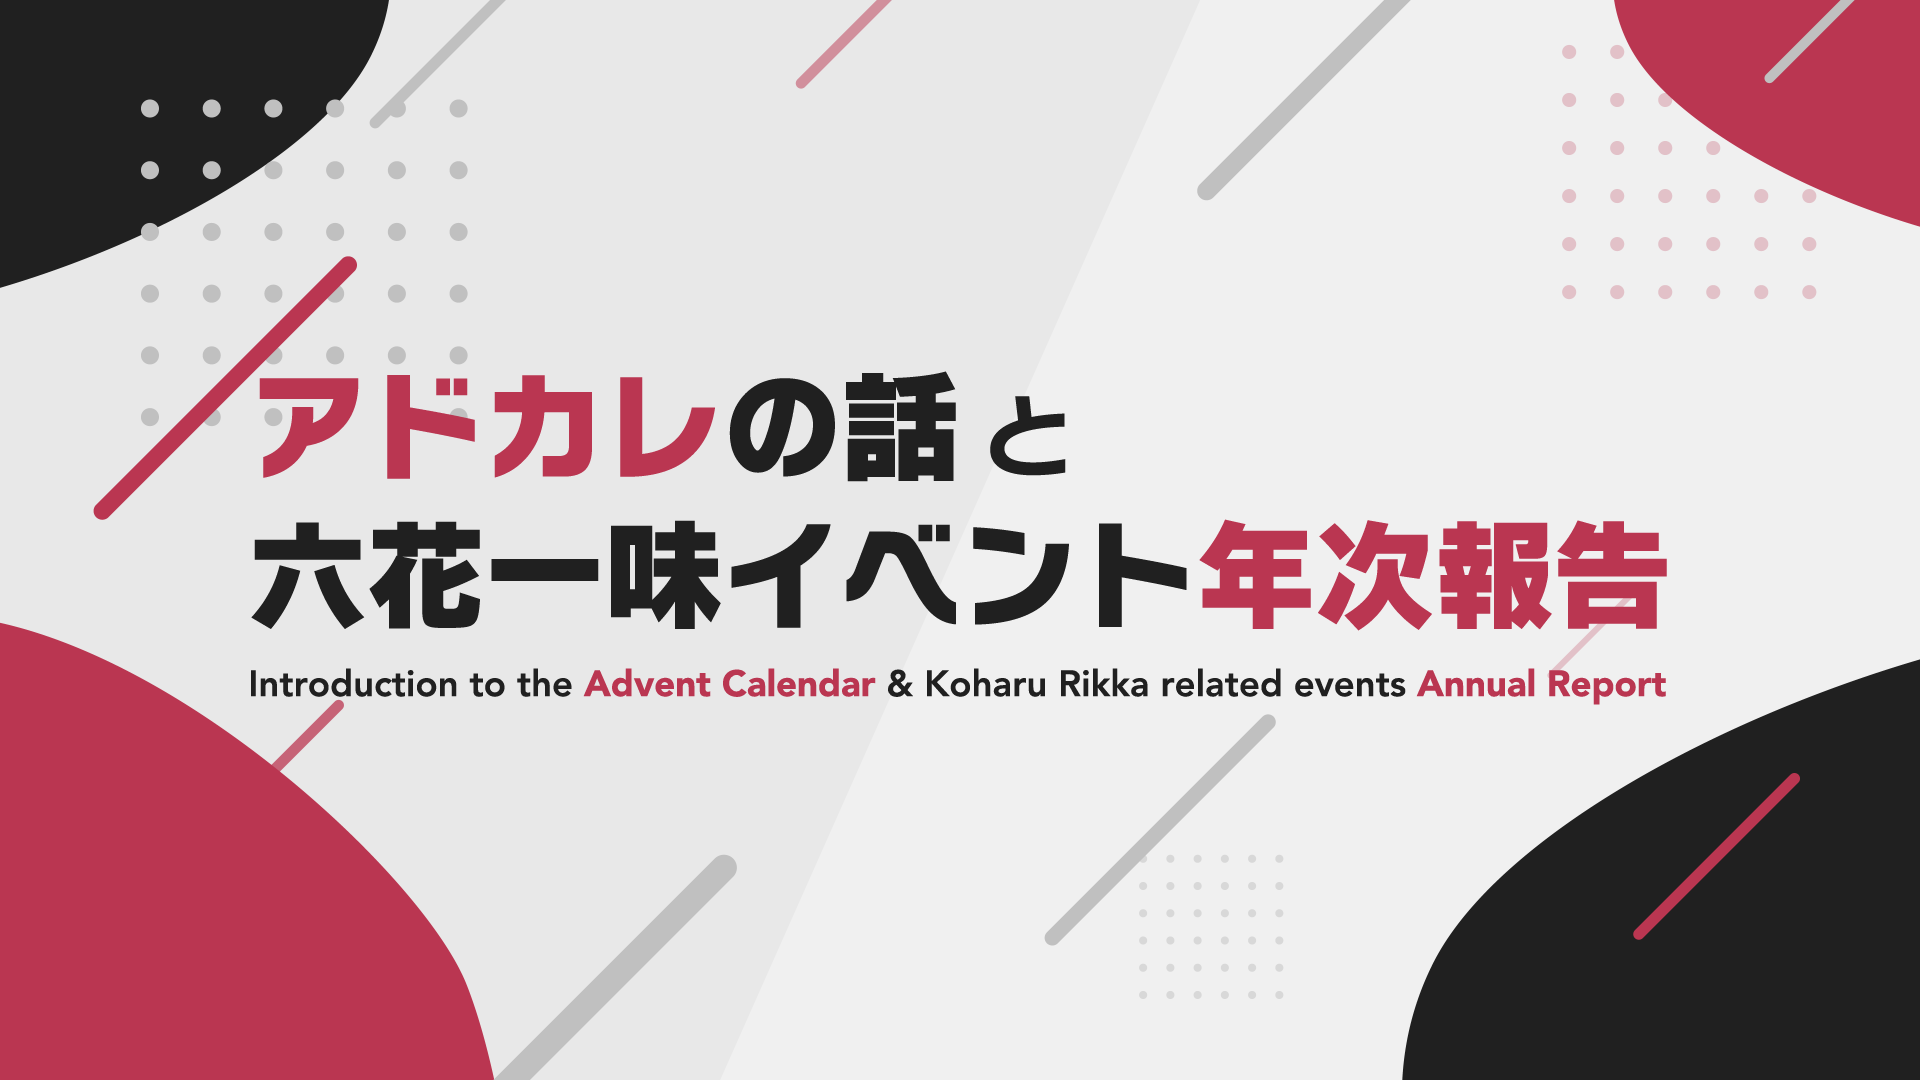 アドカレの話 と
六花一味イベント年次報告
Introduction to the Advent Calendar & Koharu Rikka related events Annual Report